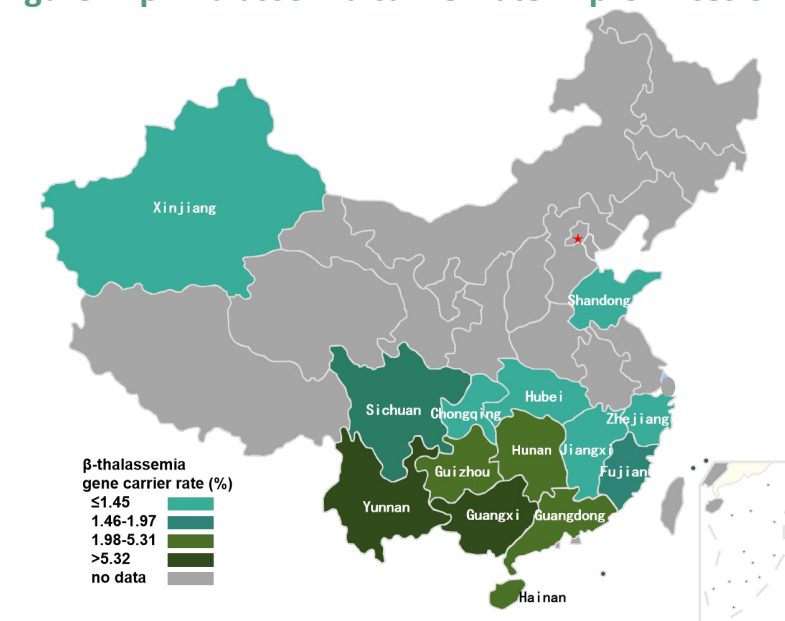 Xinjiang
Shandong
Hubei
Sichuan
Chongqing
Zhejiang
Hunan
Jiangxi
Guizhou
Fujian
Yunnan
Guangxi
Guangdong
Hainan
β-thalassemia
gene carrier rate (%)
≤1.45
1.46-1.97
1.98-5.31
>5.32
no data